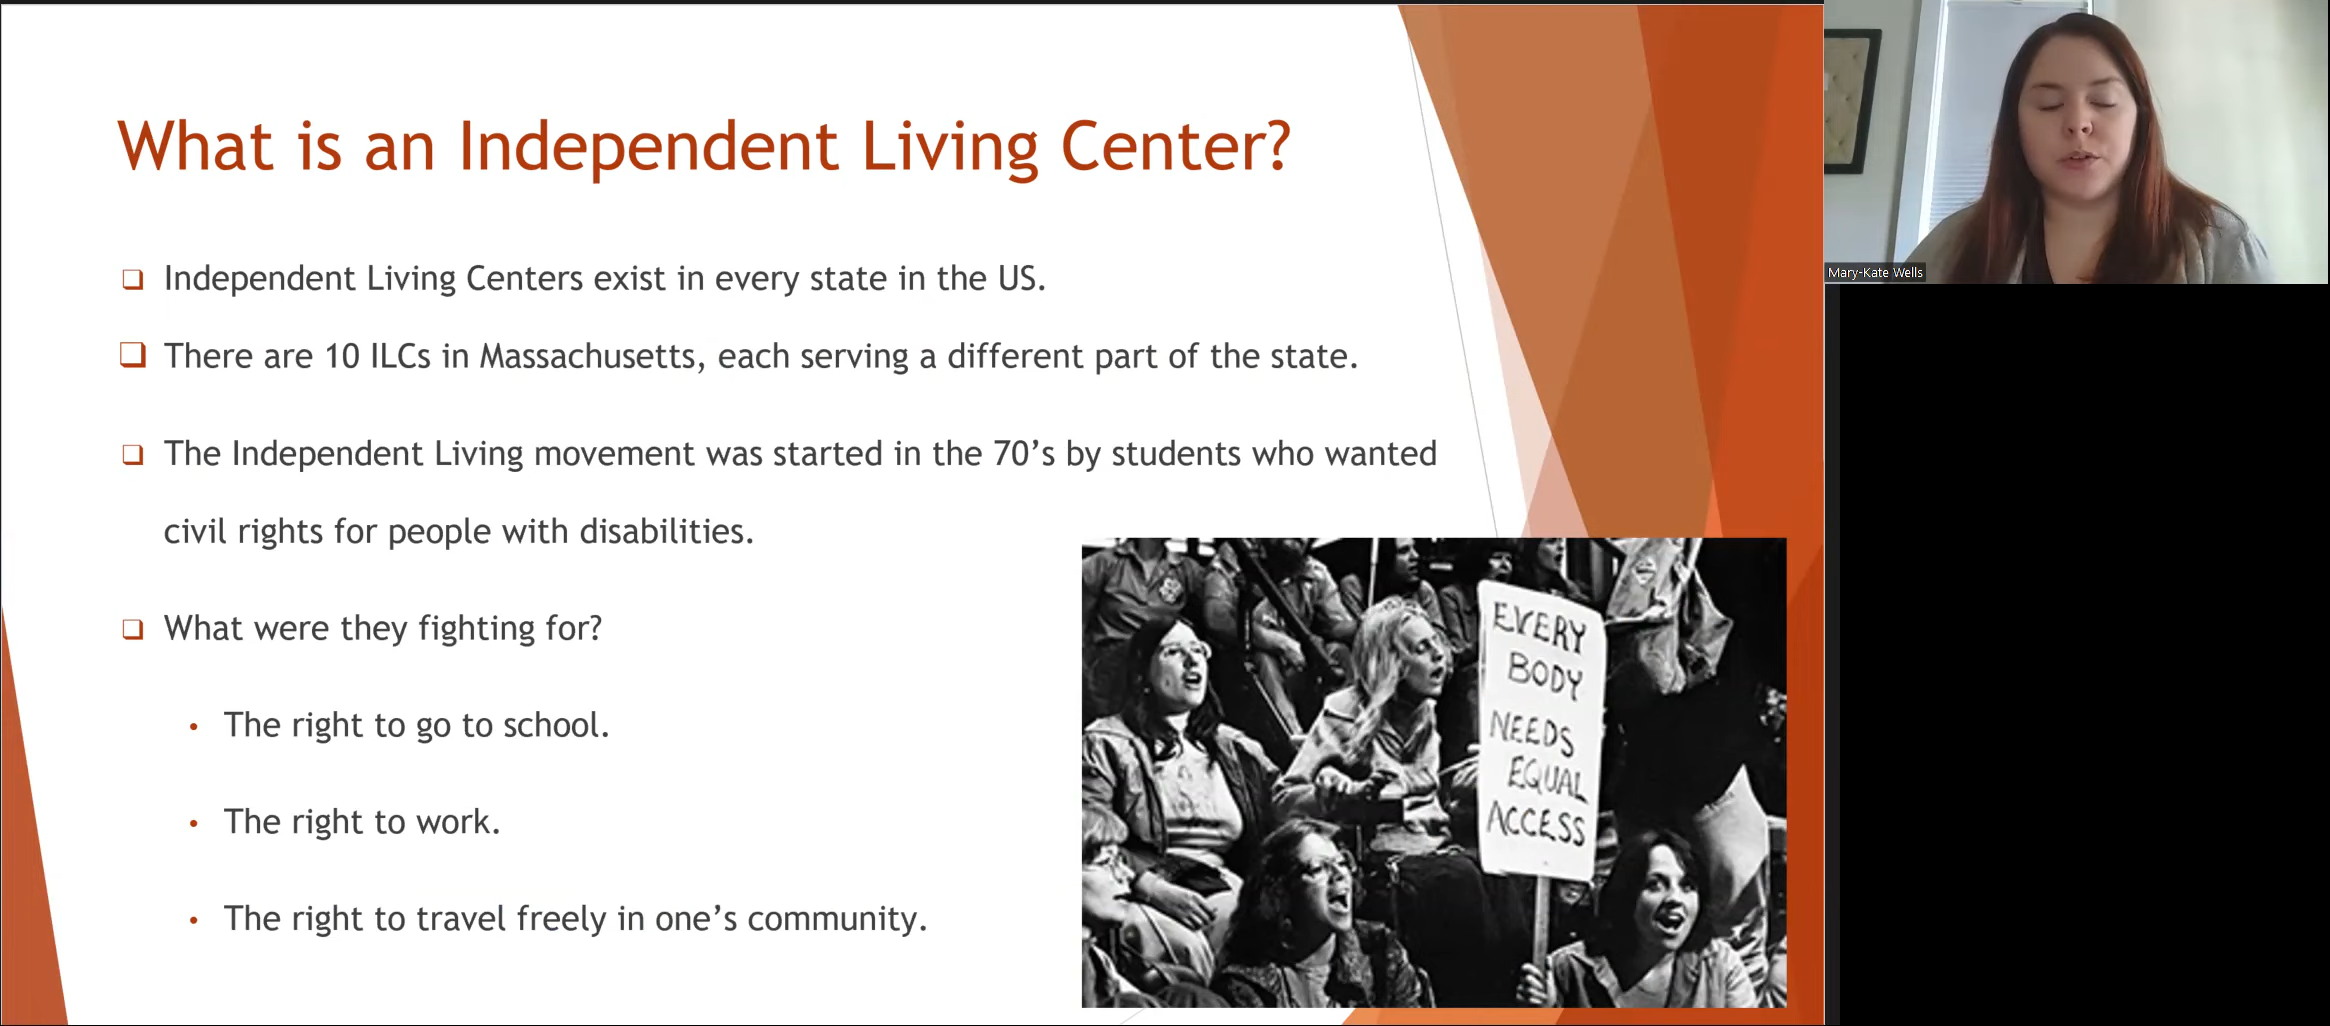 What is an Independent Living Center?
Independent Living Centers exist in every state in the US.
There are 10 ILCs in Massachusetts, each serving a different part of the state.
The Independent Living movement was started in the 70’s by students who wanted
civil rights for people with disabilities.
What were they fighting for?
The right to go to school.
The right to work.
The right to travel freely in one’s community.
EVERY
BODY
NEEDS
EQUAL
ACCESS
Mary-Kate Wells